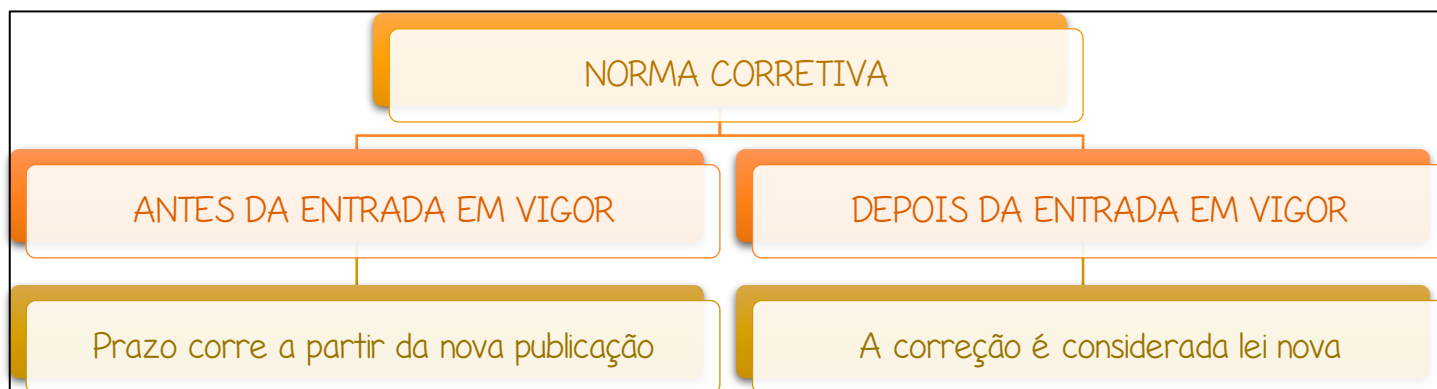 NORMA CORRETIVA
ANTES DA ENTRADA EM VIGOR
DEPOIS DA ENTRADA EM VIGOR
Prazo corre a partir da nova publicação
A correção é considerada lei nova